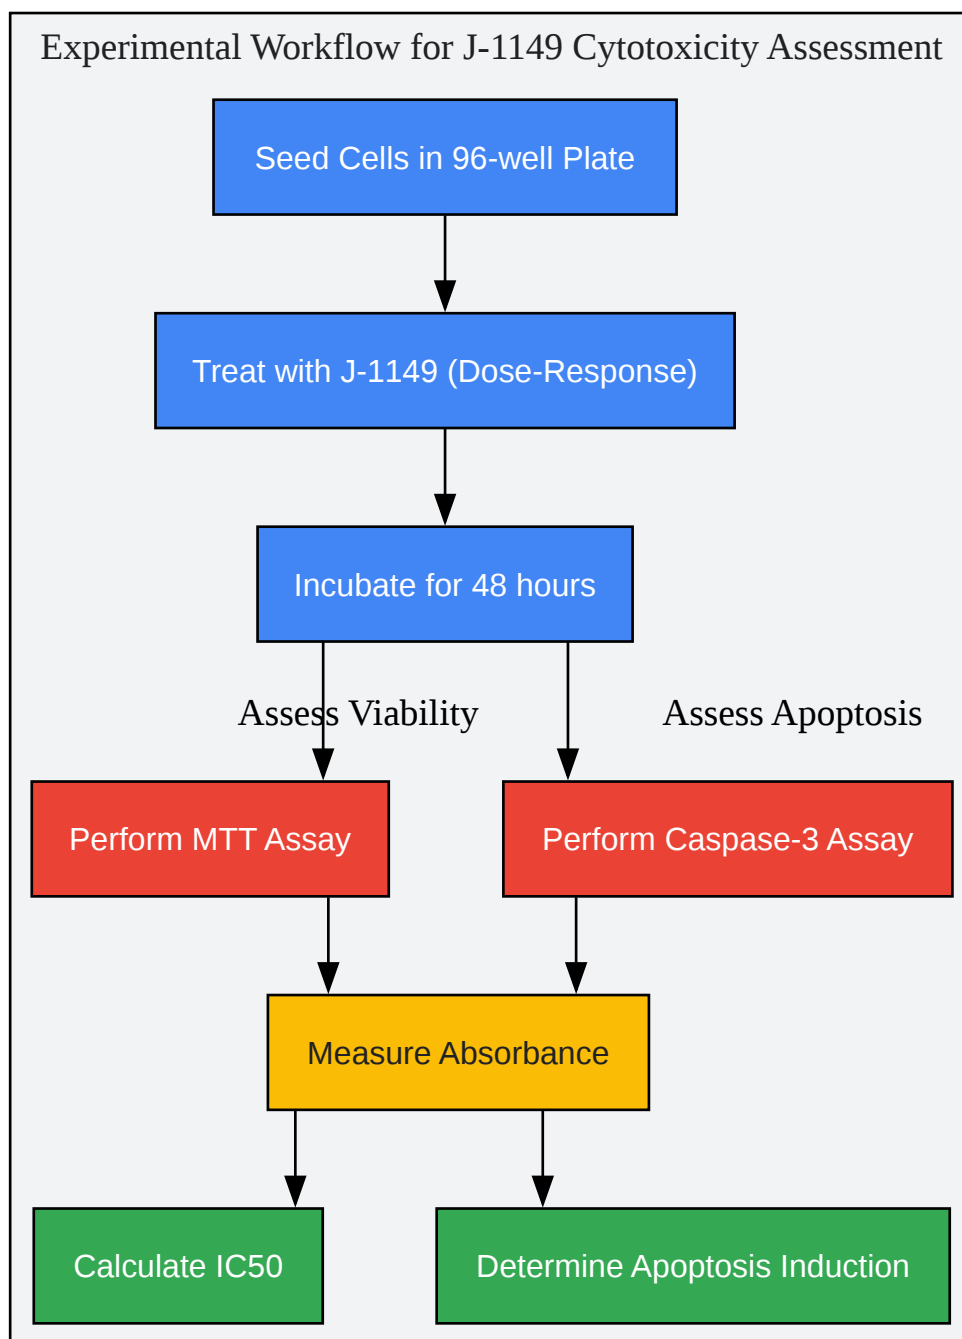 Experimental Workflow for J-1149 Cytotoxicity Assessment
Seed Cells in 96-well Plate
Treat with J-1149 (Dose-Response)
Incubate for 48 hours
Assess Viability
Assess Apoptosis
Perform MTT Assay
Perform Caspase-3 Assay
Measure Absorbance
Calculate IC50
Determine Apoptosis Induction